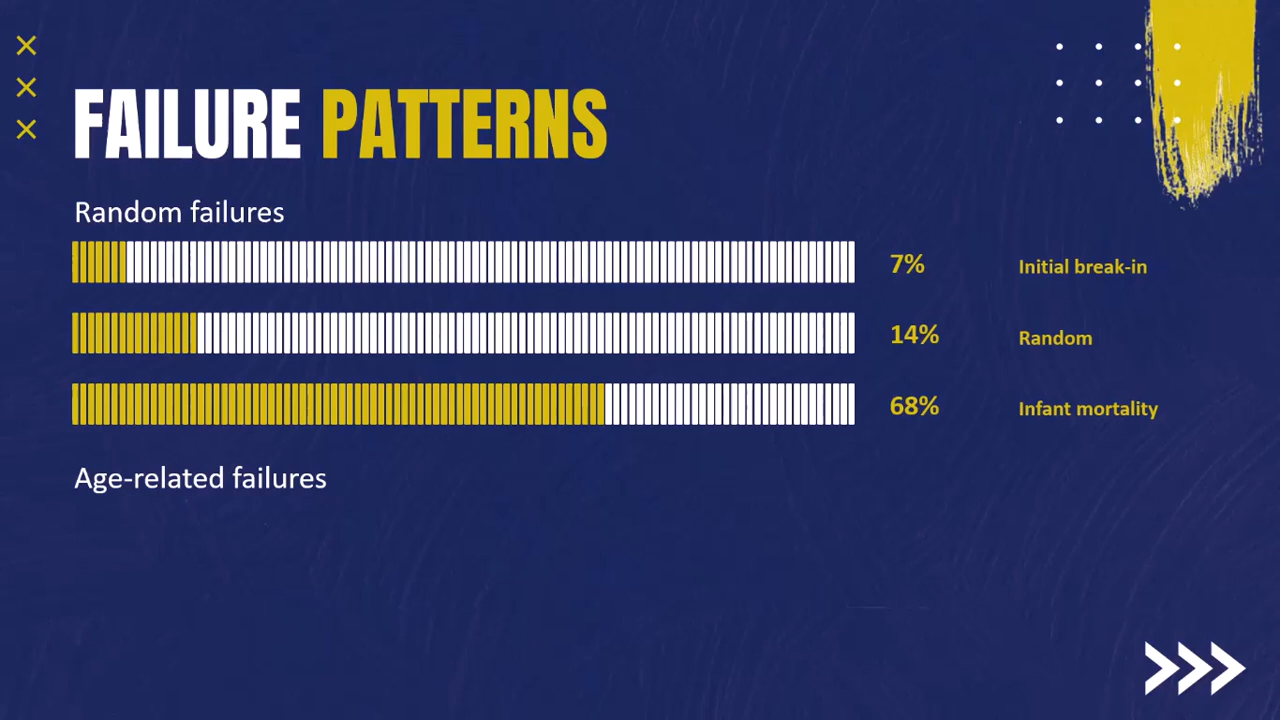 FAILURE PATTERNS
Random failures
7% Initial break-in
14% Random
68% Infant mortality
Age-related failures